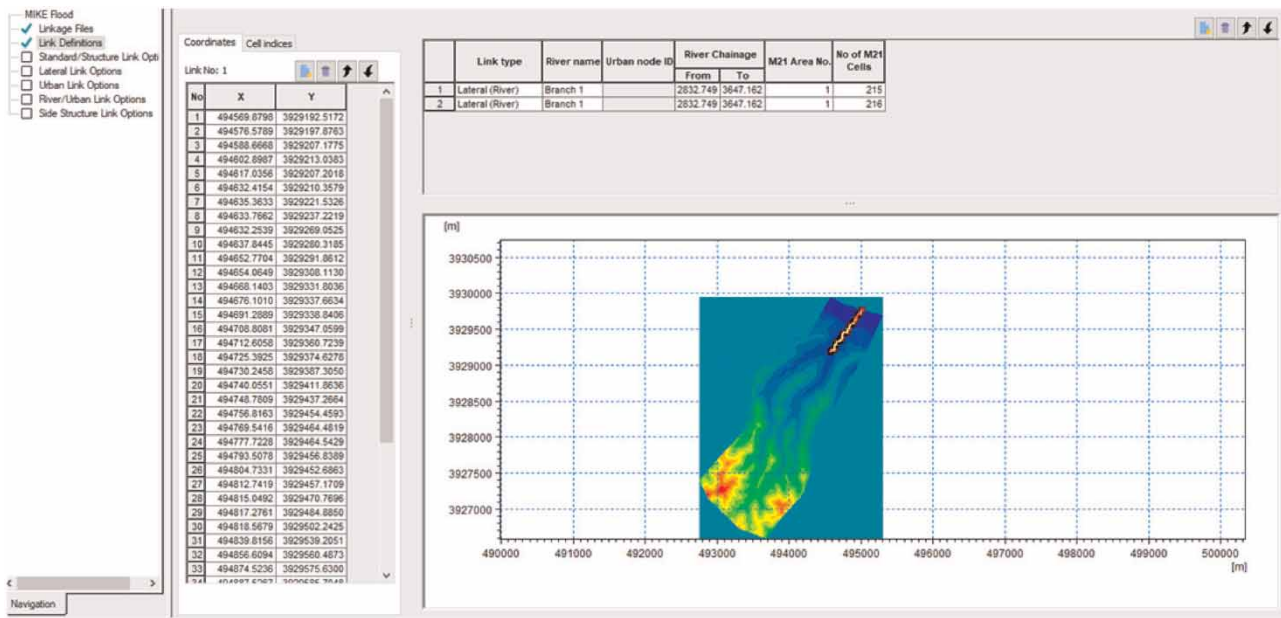 MIKE Flood
Linkage Files
Link Definitions
Standard/Structure Link Opti
Lateral Link Options
Urban Link Options
River/Urban Link Options
Side Structure Link Options
Navigation
Coordinates Cell indices
Link No: 1
No X Y
1 494569.8798 3929192.5172
2 494576.5789 3929197.8763
3 494588.6668 3929207.1775
4 494602.8987 3929213.0383
5 494617.0356 3929207.2018
6 494632.4154 3929210.3579
7 494635.3633 3929221.5326
8 494633.7662 3929237.2219
9 494632.2539 3929269.0525
10 494637.8445 3929280.3185
11 494652.7704 3929291.8612
12 494654.0649 3929308.1130
13 494668.1403 3929331.8036
14 494676.1010 3929337.6634
15 494691.2889 3929338.8406
16 494708.8081 3929347.0599
17 494712.6058 3929360.7239
18 494725.3925 3929374.6278
19 494730.2458 3929387.3050
20 494740.0551 3929411.8636
21 494748.7809 3929437.2664
22 494756.8163 3929454.4593
23 494769.5416 3929464.4819
24 494777.7228 3929464.5429
25 494793.5078 3929456.8389
26 494804.7331 3929452.6863
27 494812.7419 3929457.1709
28 494815.0492 3929470.7696
29 494817.2761 3929484.8850
30 494818.5679 3929502.2425
31 494839.8156 3929539.2051
32 494856.6094 3929560.4873
33 494874.5236 3929575.6300
Link type River name Urban node ID River Chainage M21 Area No. No of M21 Cells
From To
1 Lateral (River) Branch 1 2832.749 3647.162 1 215
2 Lateral (River) Branch 1 2832.749 3647.162 1 216
[m]
3930500
3930000
3929500
3929000
3928500
3928000
3927500
3927000
490000 491000 492000 493000 494000 495000 496000 497000 498000 499000 500000
[m]